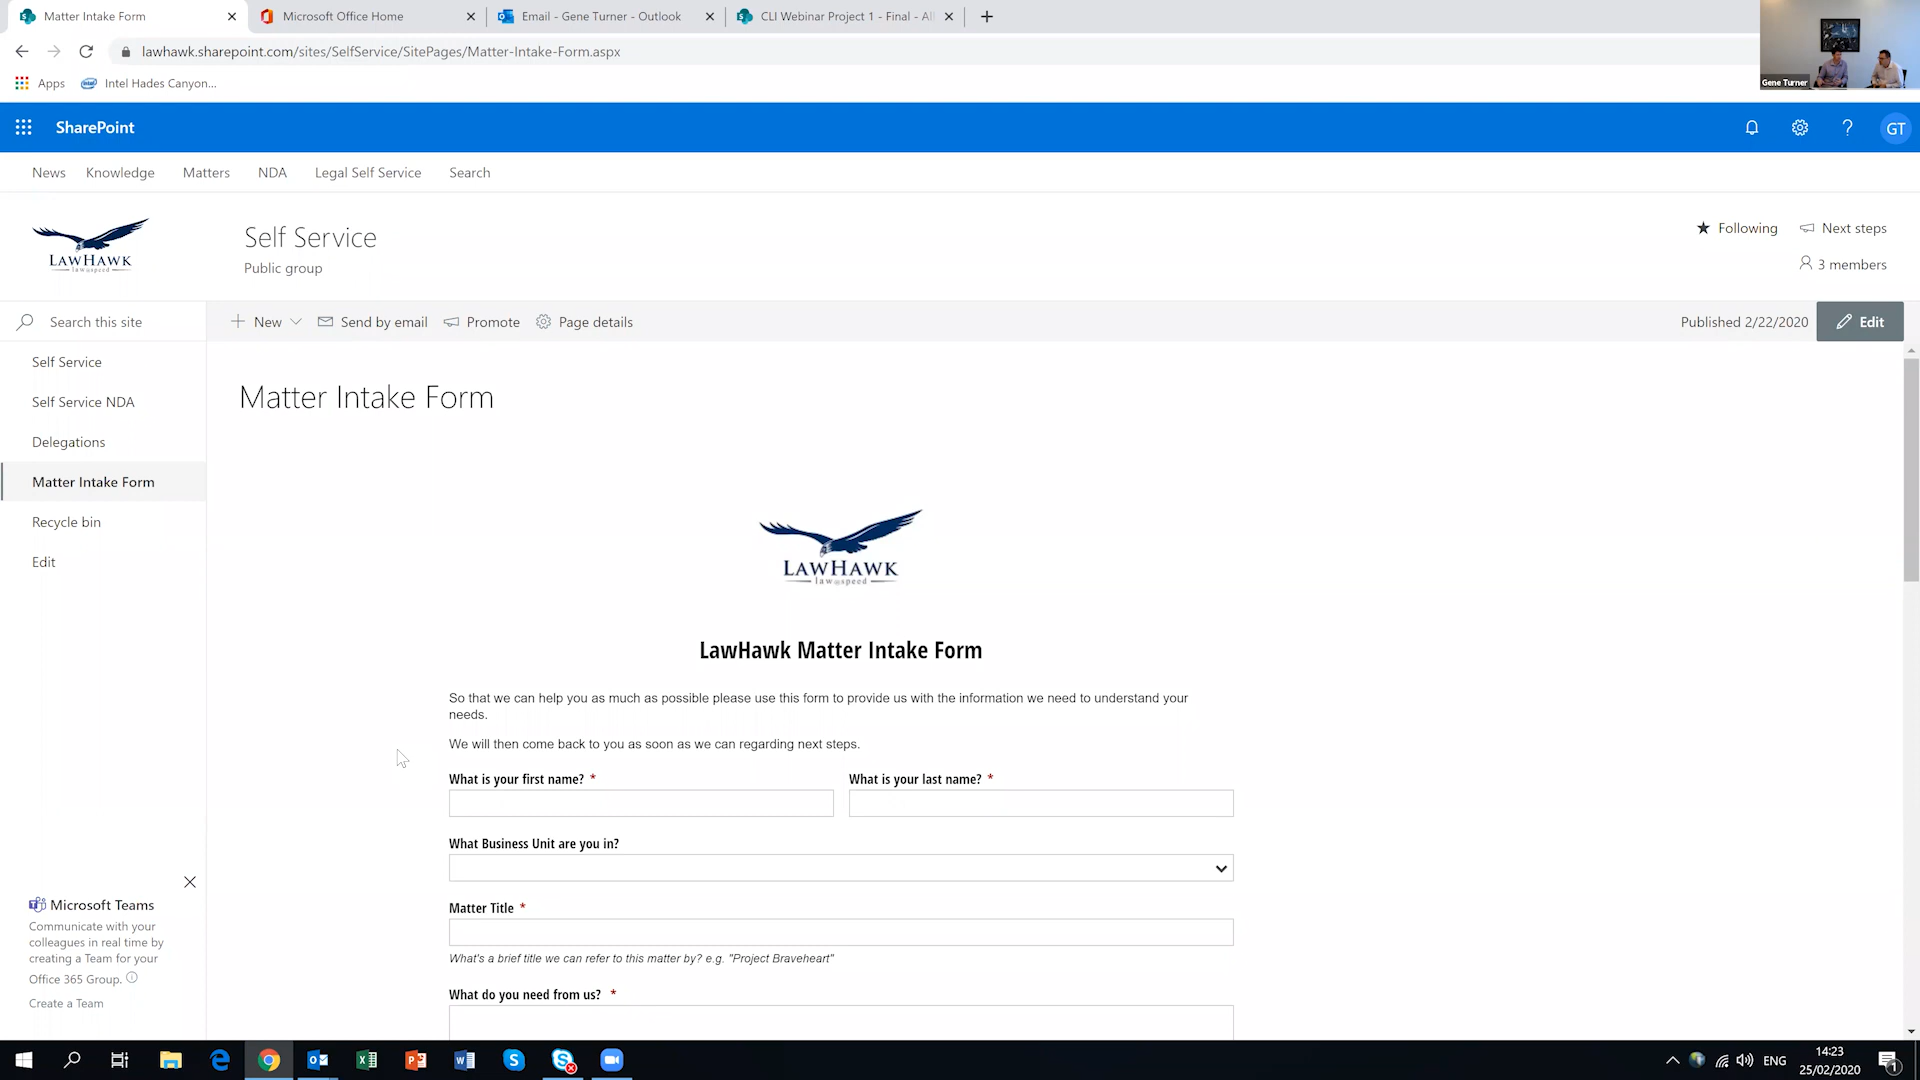 Matter Intake Form
Microsoft Office Home
Email - Gene Turner - Outlook
CLI Webinar Project 1 - Final - All
lawhawk.sharepoint.com/sites/SelfService/SitePages/Matter-Intake-Form.aspx
Gene Turner
Apps
Intel Hades Canyon...
SharePoint
GT
News
Knowledge
Matters
NDA
Legal Self Service
Search
LAWHAWK
law@speed
Self Service
Public group
Following
Next steps
3 members
Search this site
New
Send by email
Promote
Page details
Published 2/22/2020
Edit
Self Service
Self Service NDA
Delegations
Matter Intake Form
Recycle bin
Edit
Matter Intake Form
LAWHAWK
law@speed
LawHawk Matter Intake Form
So that we can help you as much as possible please use this form to provide us with the information we need to understand your
needs.
We will then come back to you as soon as we can regarding next steps.
What is your first name? *
What is your last name? *
What Business Unit are you in?
Matter Title *
What's a brief title we can refer to this matter by? e.g. "Project Braveheart"
What do you need from us? *
Microsoft Teams
Communicate with your
colleagues in real time by
creating a Team for your
Office 365 Group.
Create a Team
ENG
14:23
25/02/2020
1